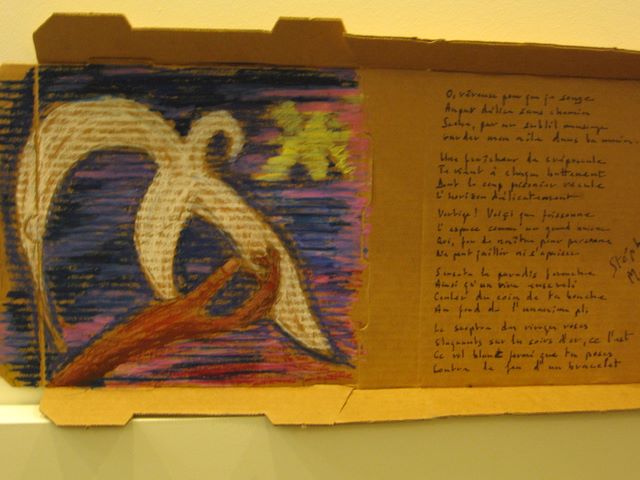 O, rêveuse pour que je songe
Au pur délice sans chemin
Sache, par un subtil mensonge
Garder mon aile dans ta main.
Une fraîcheur de crépuscule
Te vient à chaque battement
Dont le coup prisonnier recule
L'horizon délicatement
Vertige! Voici que frissonne
L'espace comme un grand baiser
Qui, fou de naître pour personne
Ne peut jaillir ni s'apaiser
Sens-tu le paradis farouche
Ainsi qu'un rire enseveli
Couler du coin de ta bouche
Au fond de l'unanime pli
Le sceptre des rivages roses
Stagnants sur les soirs d'or, ce l'est
Ce vol blanc fermé que tu poses
Contre le feu d'un bracelet
Stéph
M